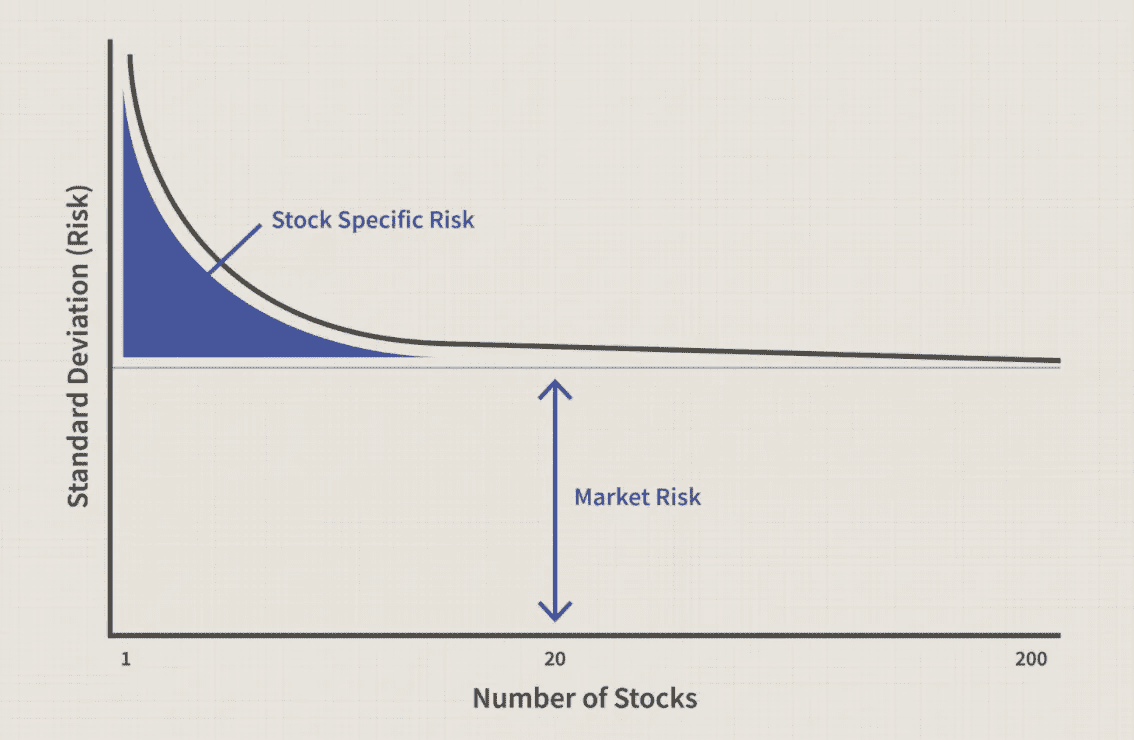 Standard Deviation (Risk)
Stock Specific Risk
Market Risk
1
20
200
Number of Stocks